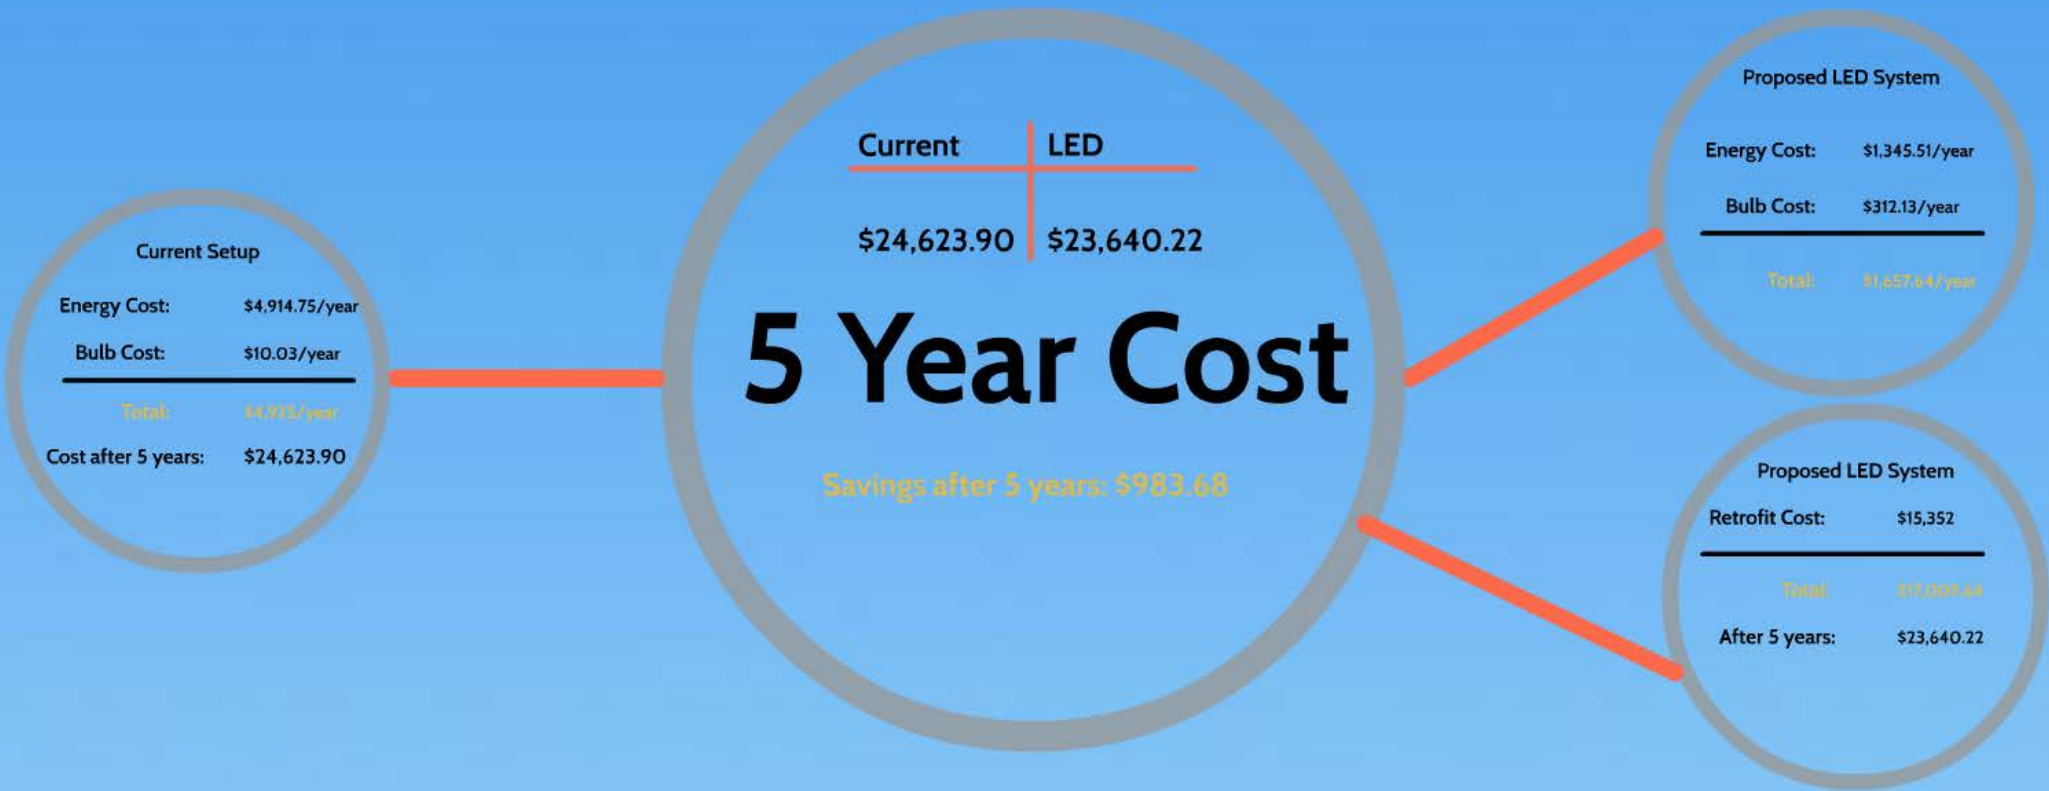 Current Setup
Energy Cost: $4,914.75/year
Bulb Cost: $10.03/year
Total: $4,925/year
Cost after 5 years: $24,623.90
Current LED
$24,623.90 $23,640.22
5 Year Cost
Savings after 5 years: $983.68
Proposed LED System
Energy Cost: $1,345.51/year
Bulb Cost: $312.13/year
Total: $1,657.64/year
Proposed LED System
Retrofit Cost: $15,352
Total: $17,009.64
After 5 years: $23,640.22